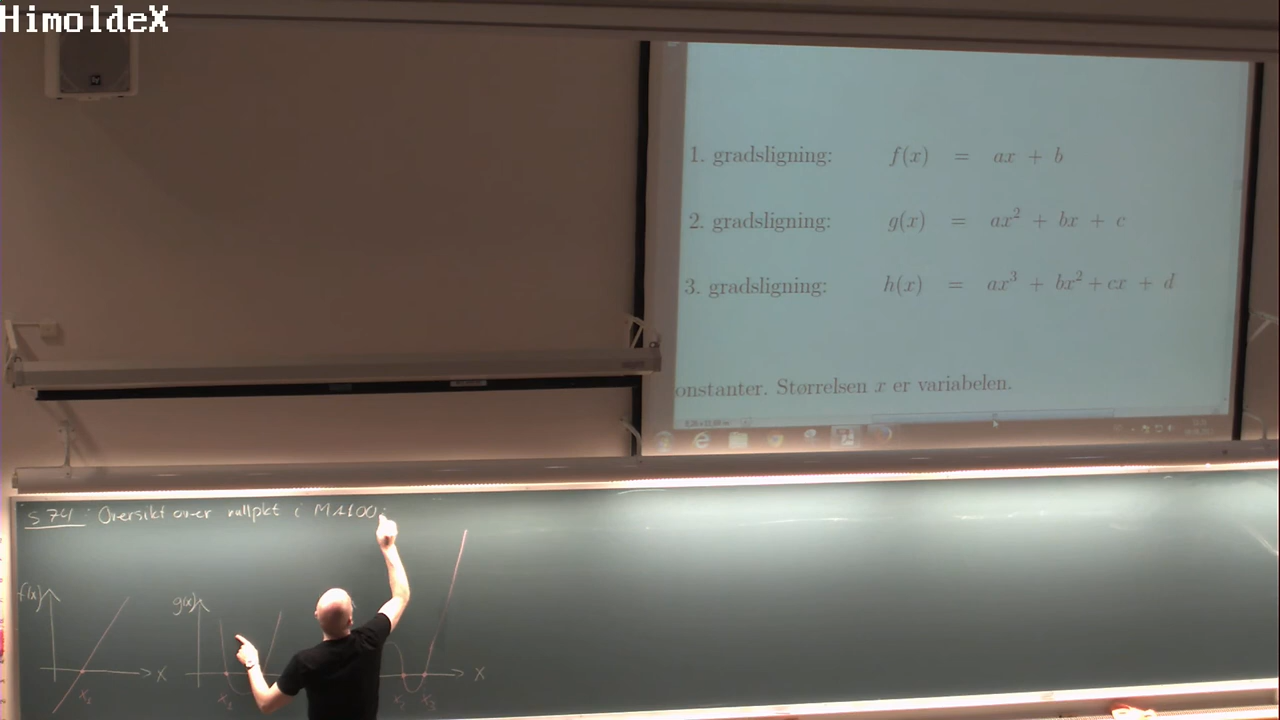 HimoldeX
1. gradsligning: f(x) = ax + b
2. gradsligning: g(x) = ax² + bx + c
3. gradsligning: h(x) = ax³ + bx² + cx + d
onstanter. Størrelsen x er variabelen.
S 74 : Oversikt over nullpkt i MA100:
f(x) g(x)
x x
x₁ x₁ x₂ x₃